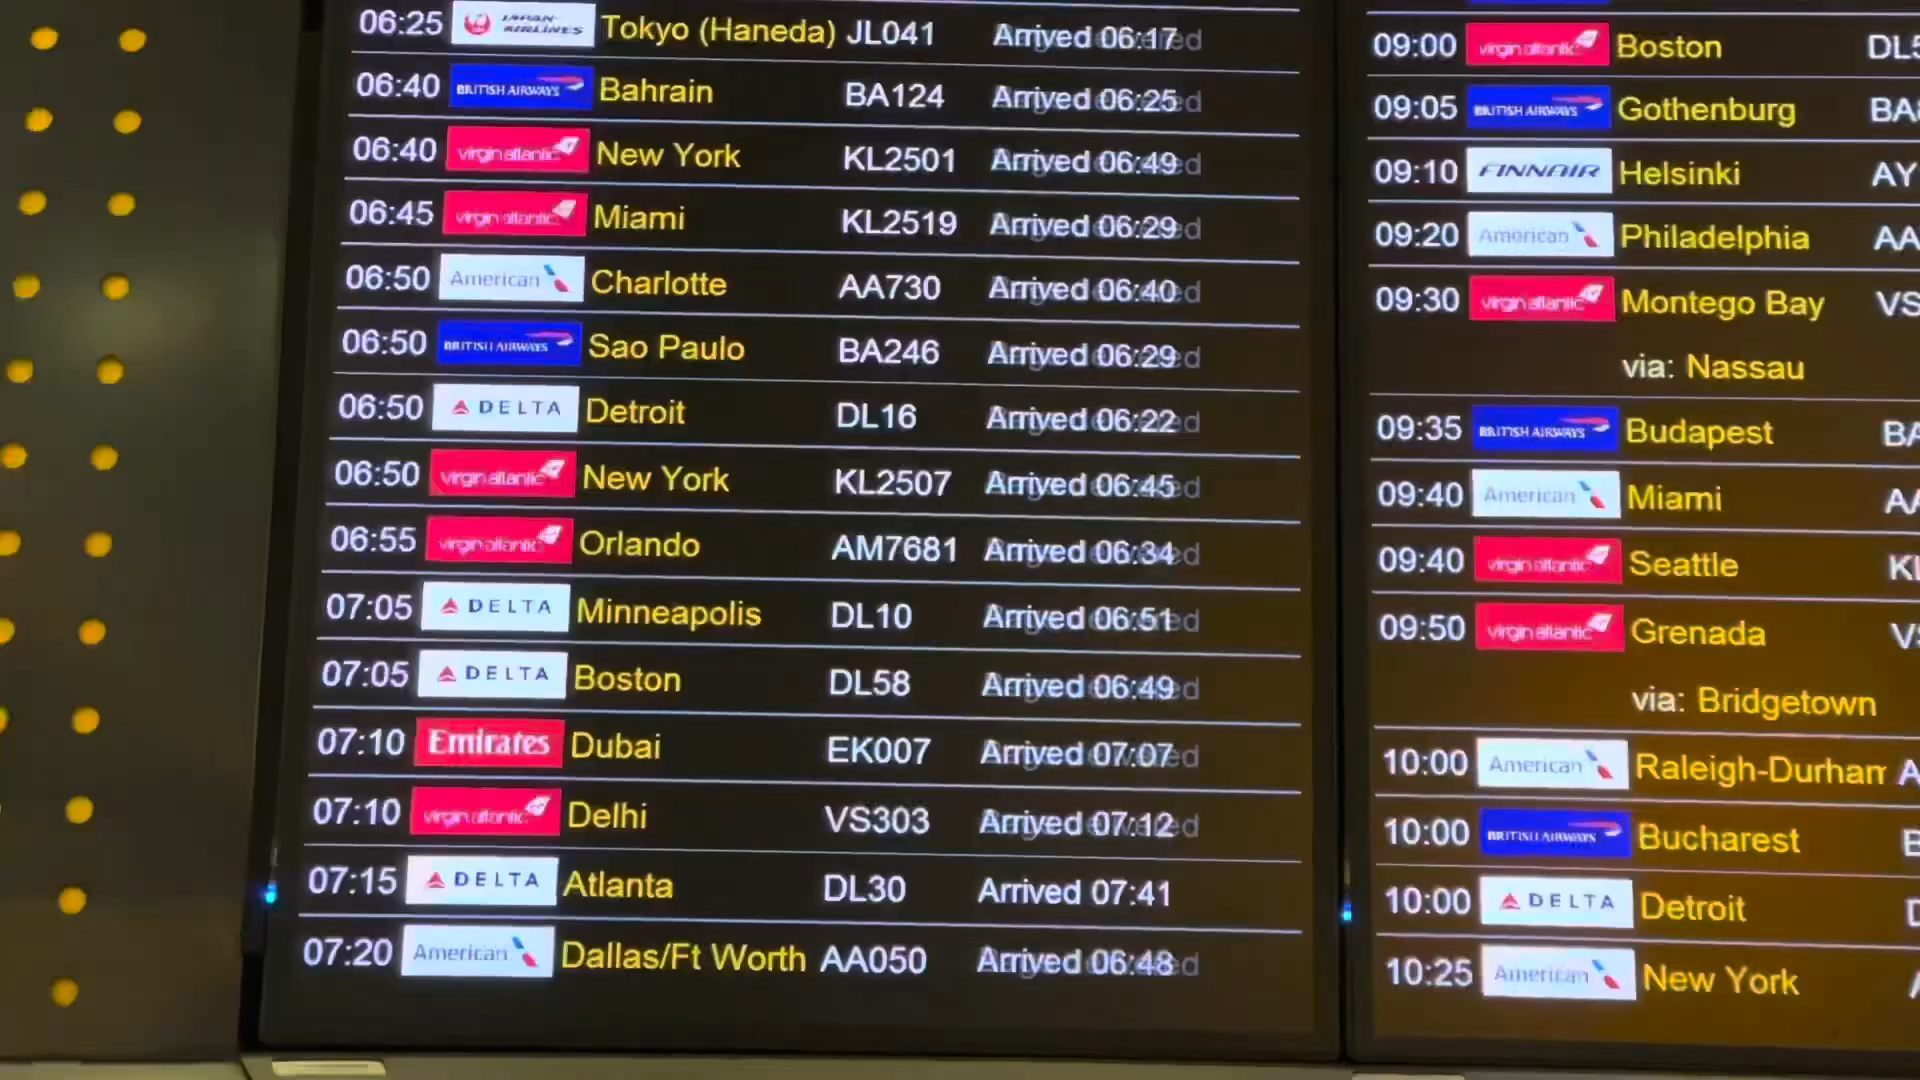 06:25 JAPAN AIRLINES Tokyo (Haneda) JL041 Arrived 06:17
06:40 BRITISH AIRWAYS Bahrain BA124 Arrived 06:25
06:40 virgin atlantic New York KL2501 Arrived 06:49
06:45 virgin atlantic Miami KL2519 Arrived 06:29
06:50 American Charlotte AA730 Arrived 06:40
06:50 BRITISH AIRWAYS Sao Paulo BA246 Arrived 06:29
06:50 DELTA Detroit DL16 Arrived 06:22
06:50 virgin atlantic New York KL2507 Arrived 06:45
06:55 virgin atlantic Orlando AM7681 Arrived 06:34
07:05 DELTA Minneapolis DL10 Arrived 06:51
07:05 DELTA Boston DL58 Arrived 06:49
07:10 Emirates Dubai EK007 Arrived 07:07
07:10 virgin atlantic Delhi VS303 Arrived 07:12
07:15 DELTA Atlanta DL30 Arrived 07:41
07:20 American Dallas/Ft Worth AA050 Arrived 06:48
09:00 virgin atlantic Boston DL5
09:05 BRITISH AIRWAYS Gothenburg BA
09:10 FINNAIR Helsinki AY
09:20 American Philadelphia AA
09:30 virgin atlantic Montego Bay VS
via: Nassau
09:35 BRITISH AIRWAYS Budapest BA
09:40 American Miami AA
09:40 virgin atlantic Seattle KL
09:50 virgin atlantic Grenada VS
via: Bridgetown
10:00 American Raleigh-Durham A
10:00 BRITISH AIRWAYS Bucharest B
10:00 DELTA Detroit D
10:25 American New York A